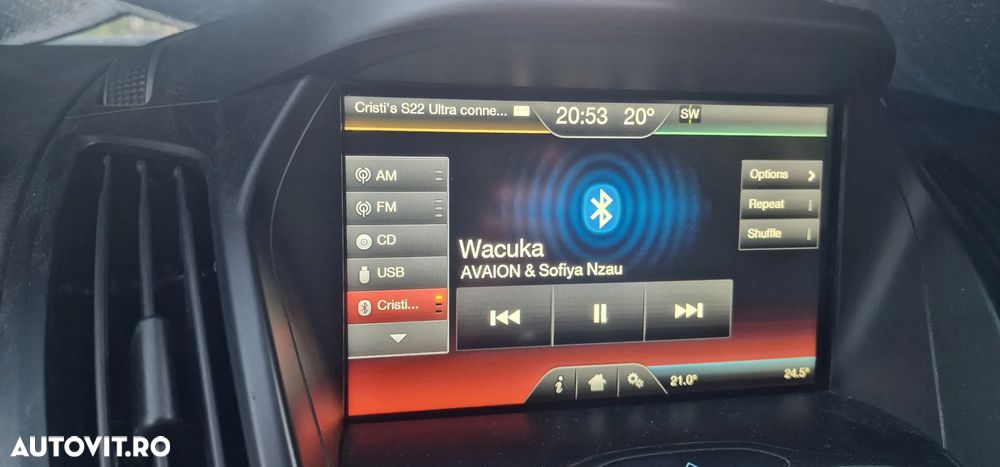 Cristi's S22 Ultra conne...
20:53 20°
SW
AM
FM
CD
USB
Cristi...
Options
Repeat
Shuffle
Wacuka
AVAION & Sofiya Nzau
i
21.0°
24.5°
AUTOVIT.RO